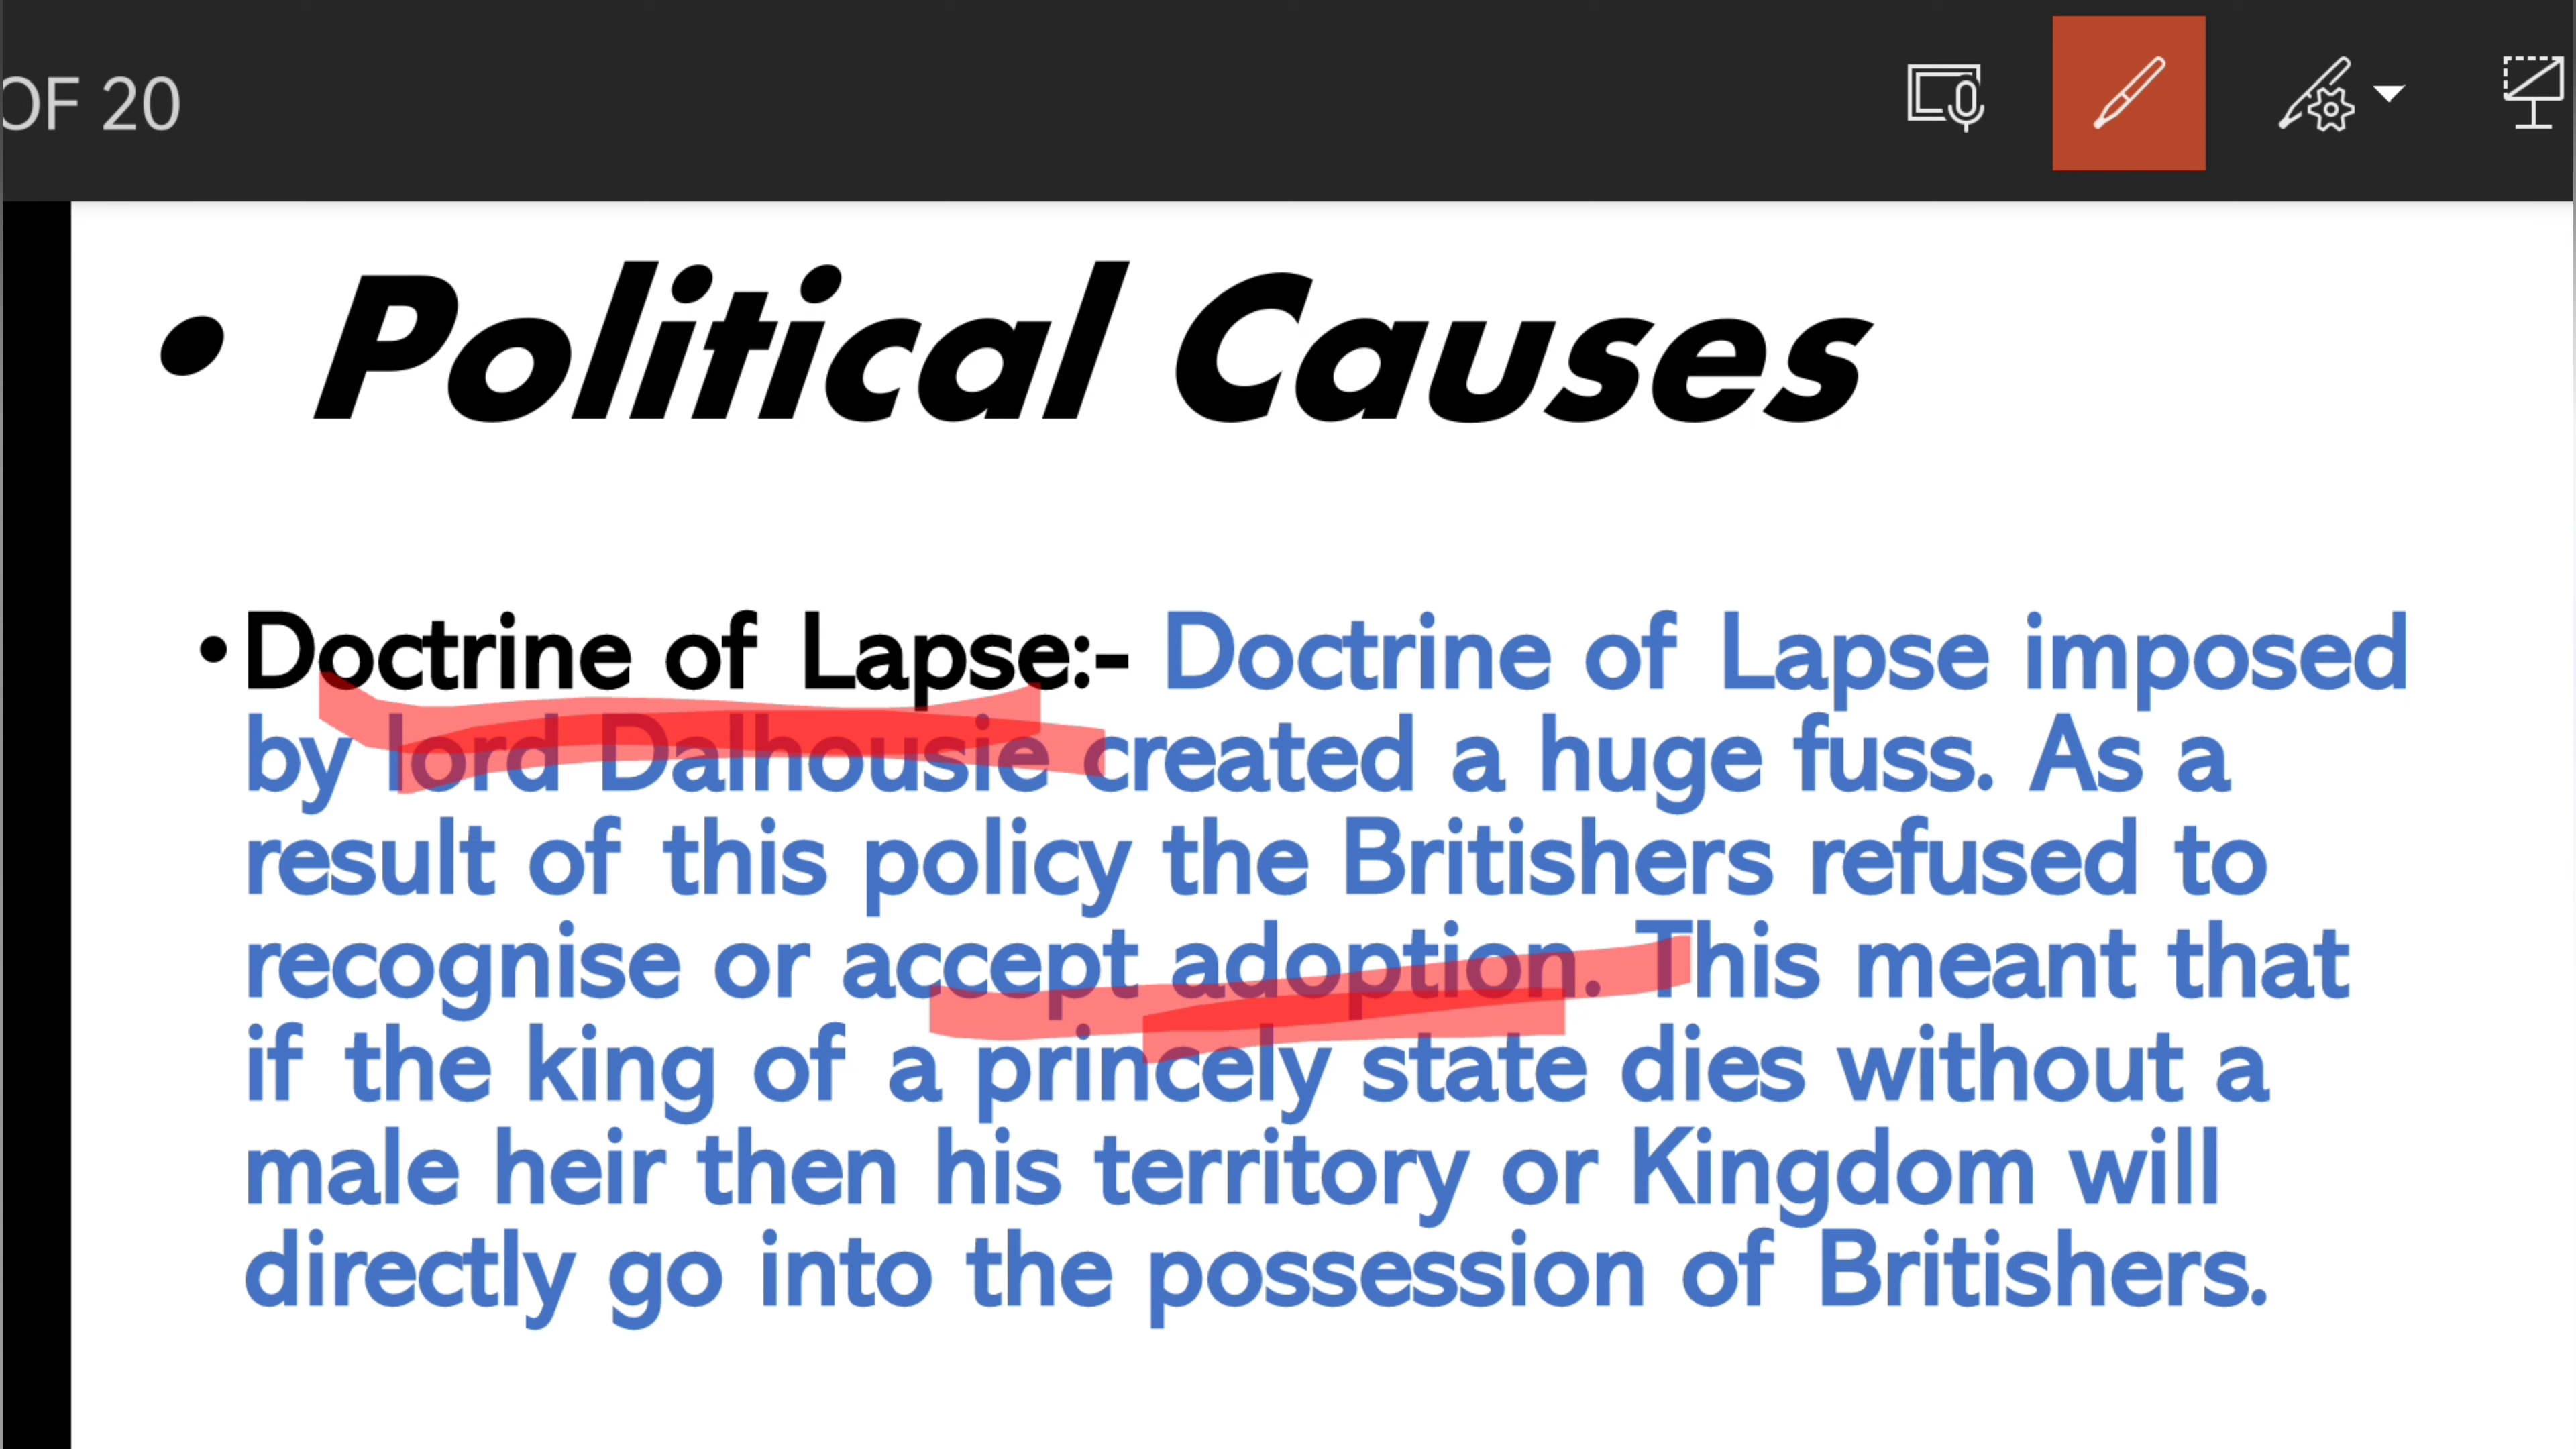 OF 20
• Political Causes
• Doctrine of Lapse:- Doctrine of Lapse imposed
by lord Dalhousie created a huge fuss. As a
result of this policy the Britishers refused to
recognise or accept adoption. This meant that
if the king of a princely state dies without a
male heir then his territory or Kingdom will
directly go into the possession of Britishers.